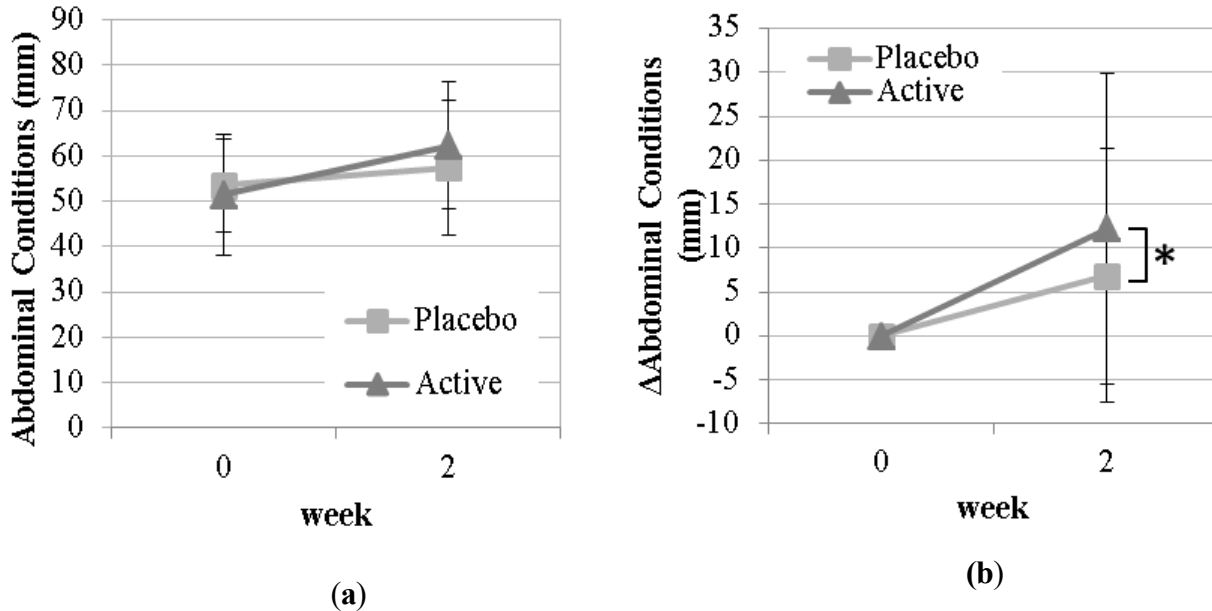 Abdominal Conditions (mm)
90
80
70
60
50
40
30
20
10
0
Placebo
Active
0
2
week
(a)
ΔAbdominal Conditions
(mm)
35
30
25
20
15
10
5
0
-5
-10
Placebo
Active
*
0
2
week
(b)